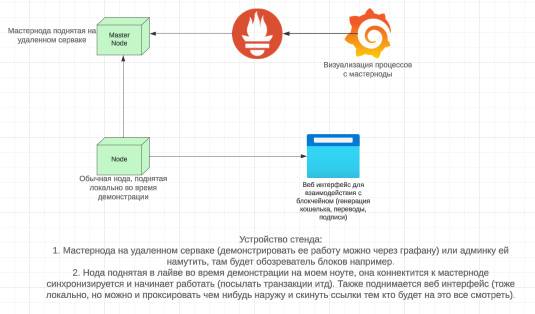 Мастернода поднятая на
удаленном серваке
Master
Node
Визуализация процессов
с мастерноды
Node
Обычная нода, поднятая
локально во время
демонстрации
Веб интерфейс для
взаимодействия с
блокчейном (генерация
кошелька, переводы,
подписи)
Устройство стенда:
1. Мастернода на удаленном серваке (демонстрировать ее работу можно через графану) или админку ей
намутить, там будет обозреватель блоков например.
2. Нода поднятая в лайве во время демонстрации на моем ноуте, она коннектится к мастерноде
синхронизируется и начинает работать (посылать транзакции итд). Также поднимается веб интерфейс (тоже
локально, но можно и проксировать чем нибудь наружу и скинуть ссылки тем кто будет на это все смотреть).